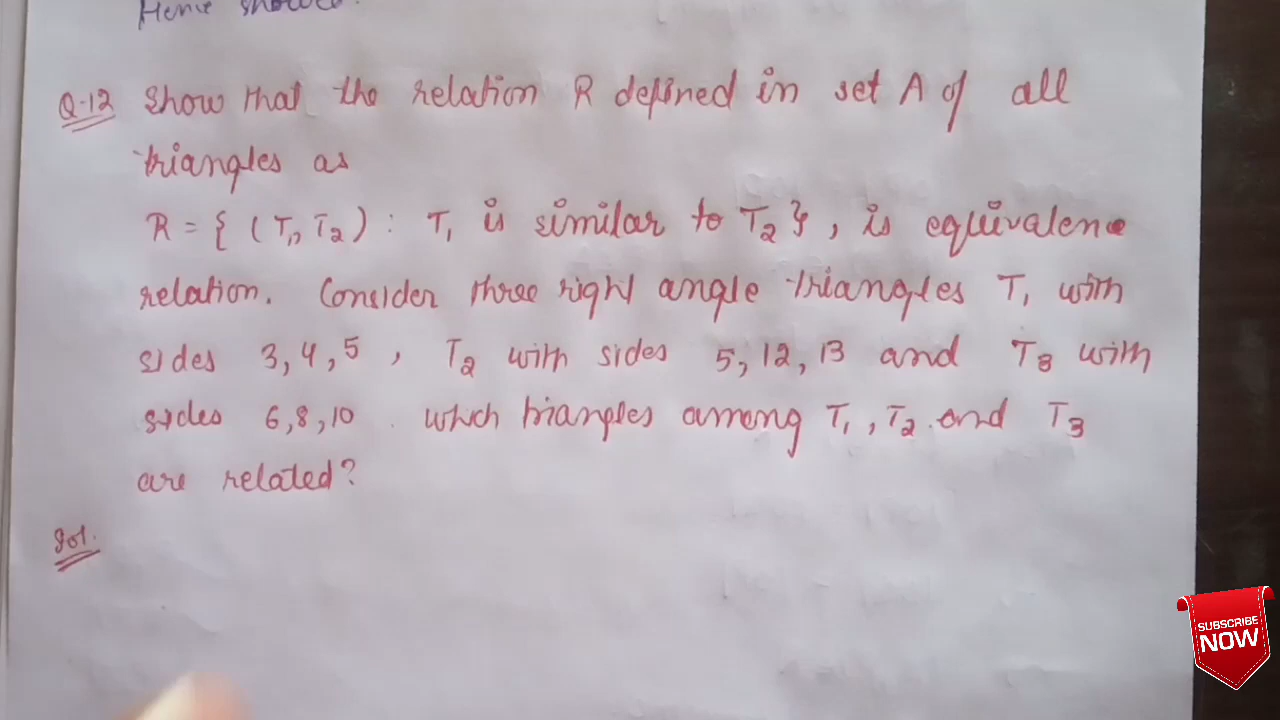 Hence showed.
Q-12 Show that the relation R defined in set A of all
triangles as
R = { (T1, T2) : T1 is similar to T2 } , is equivalence
relation. Consider three right angle triangles T1 with
sides 3, 4, 5 , T2 with sides 5, 12, 13 and T3 with
sides 6, 8, 10 . which triangles among T1 , T2 and T3
are related?
Sol.
SUBSCRIBE
NOW